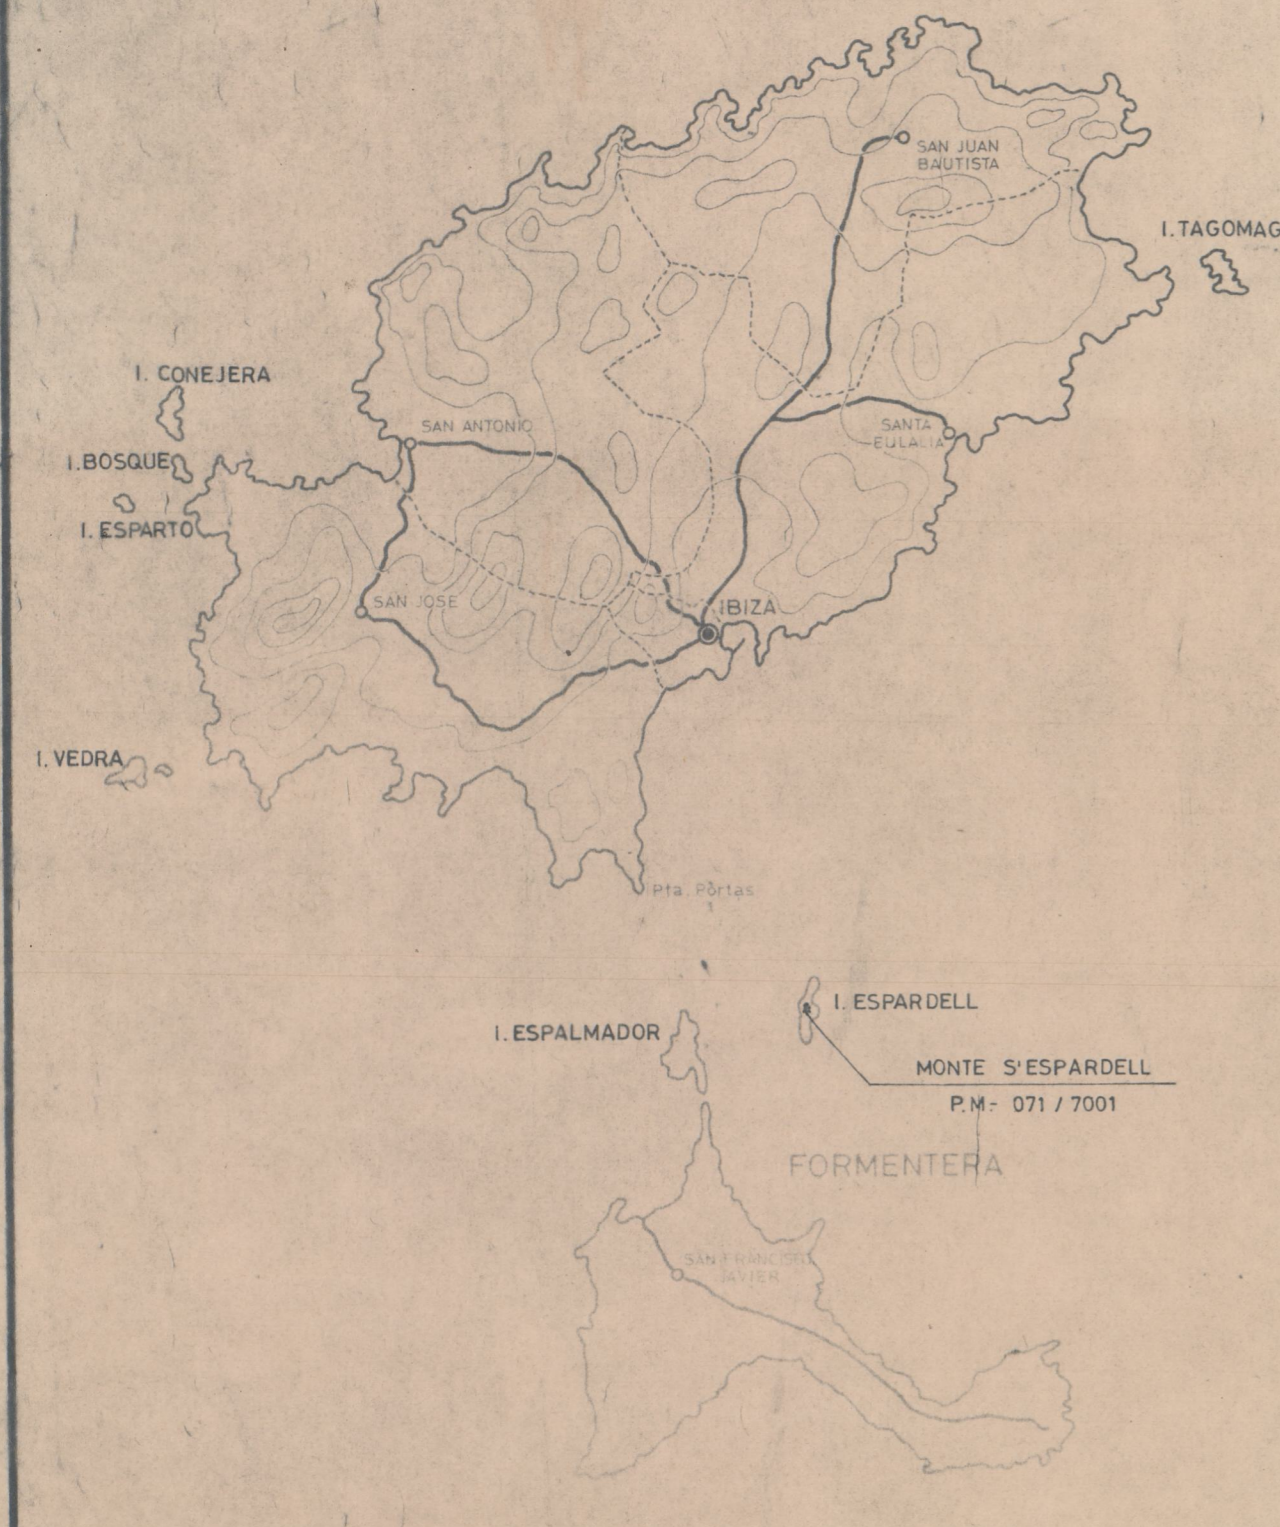 SAN JUAN
BAUTISTA
I. TAGOMAG
I. CONEJERA
SAN ANTONIO
SANTA
EULALIA
I. BOSQUE
I. ESPARTO
SAN JOSE
IBIZA
I. VEDRA
Pta. Portas
I. ESPARDELL
I. ESPALMADOR
MONTE S'ESPARDELL
P.M.- 071 / 7001
FORMENTERA
SAN FRANCISCO
JAVIER